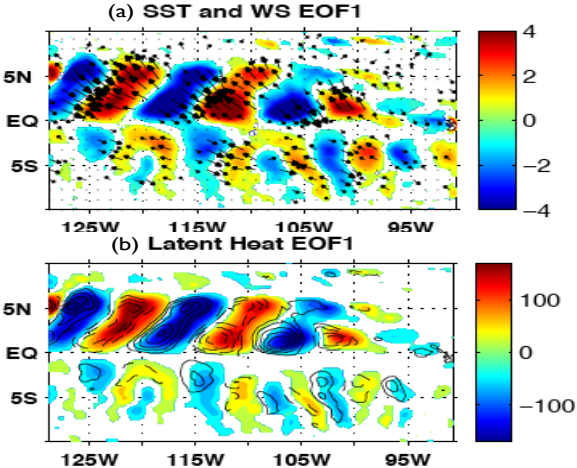 (a) SST and WS EOF1
4
5N
2
EQ
0
5S
−2
−4
125W 115W 105W 95W
(b) Latent Heat EOF1
5N
100
EQ
0
5S
−100
125W 115W 105W 95W